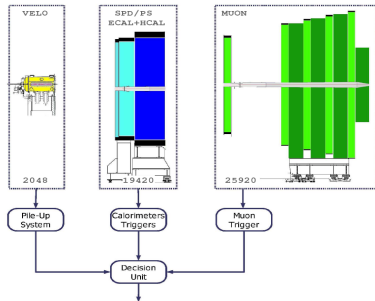 VELO
SPD/PS
ECAL+HCAL
MUON
2048
19420
25920
Pile-Up
System
Calorimeters
Triggers
Muon
Trigger
Decision
Unit